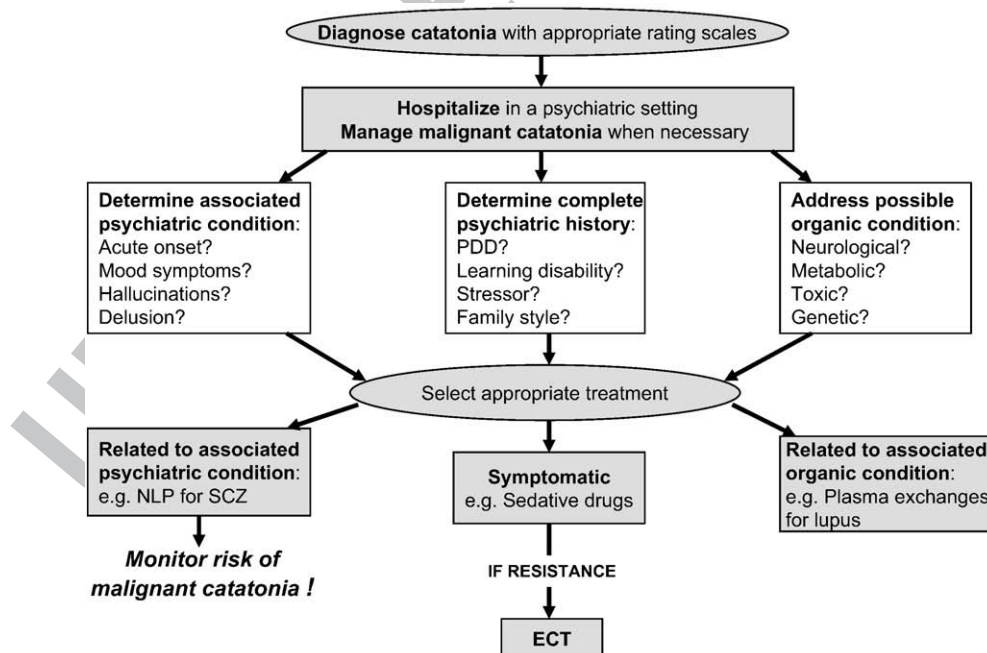 Diagnose catatonia with appropriate rating scales
Hospitalize in a psychiatric setting
Manage malignant catatonia when necessary
Determine associated
psychiatric condition:
Acute onset?
Mood symptoms?
Hallucinations?
Delusion?
Determine complete
psychiatric history:
PDD?
Learning disability?
Stressor?
Family style?
Address possible
organic condition:
Neurological?
Metabolic?
Toxic?
Genetic?
Select appropriate treatment
Related to associated
psychiatric condition:
e.g. NLP for SCZ
Monitor risk of
malignant catatonia !
Symptomatic
e.g. Sedative drugs
IF RESISTANCE
ECT
Related to associated
organic condition:
e.g. Plasma exchanges
for lupus